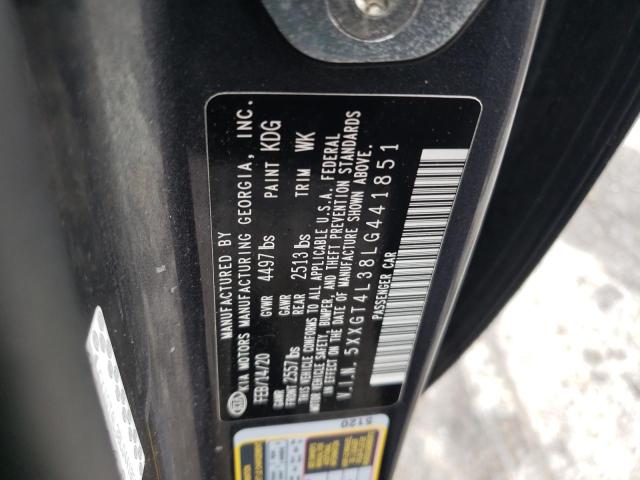 MANUFACTURED BY
KIA MOTORS MANUFACTURING GEORGIA, INC.
FEB/14/20 GVWR 4497lbs PAINT KDG
GAWR FRONT 2557lbs GAWR REAR 2513lbs TRIM WK
THIS VEHICLE CONFORMS TO ALL APPLICABLE U.S.A. FEDERAL
MOTOR VEHICLE SAFETY, BUMPER, AND THEFT PREVENTION STANDARDS
IN EFFECT ON THE DATE OF MANUFACTURE SHOWN ABOVE.
V.I.N. 5XXGT4L38LG441851
PASSENGER CAR
5120